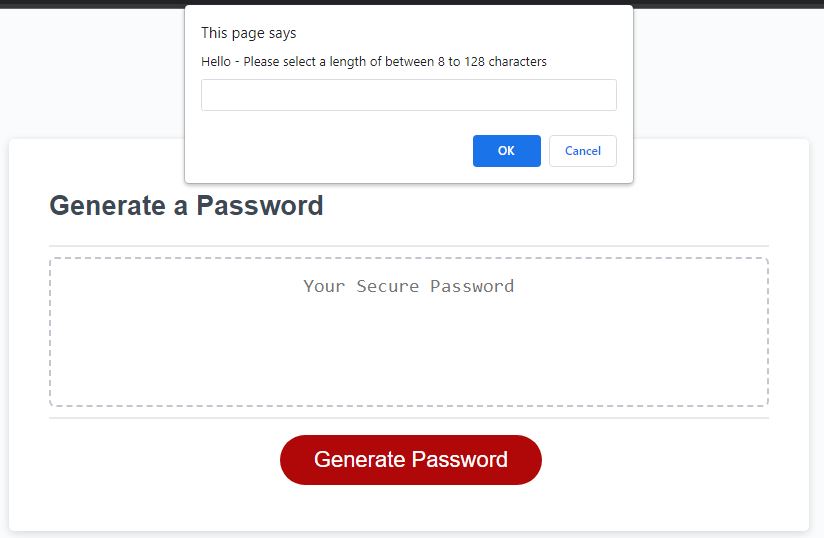 This page says
Hello - Please select a length of between 8 to 128 characters
OK
Cancel
Generate a Password
Your Secure Password
Generate Password